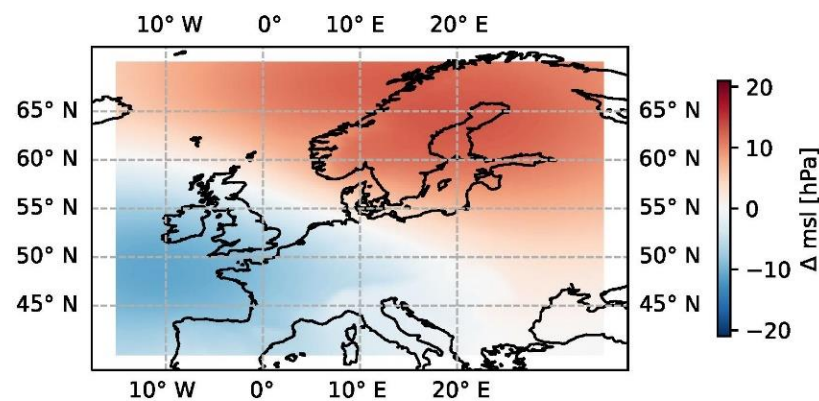 10° W 0° 10° E 20° E
65° N 65° N 20
60° N 60° N 10
55° N 55° N 0
50° N 50° N −10
45° N 45° N −20
Δ msl [hPa]
10° W 0° 10° E 20° E